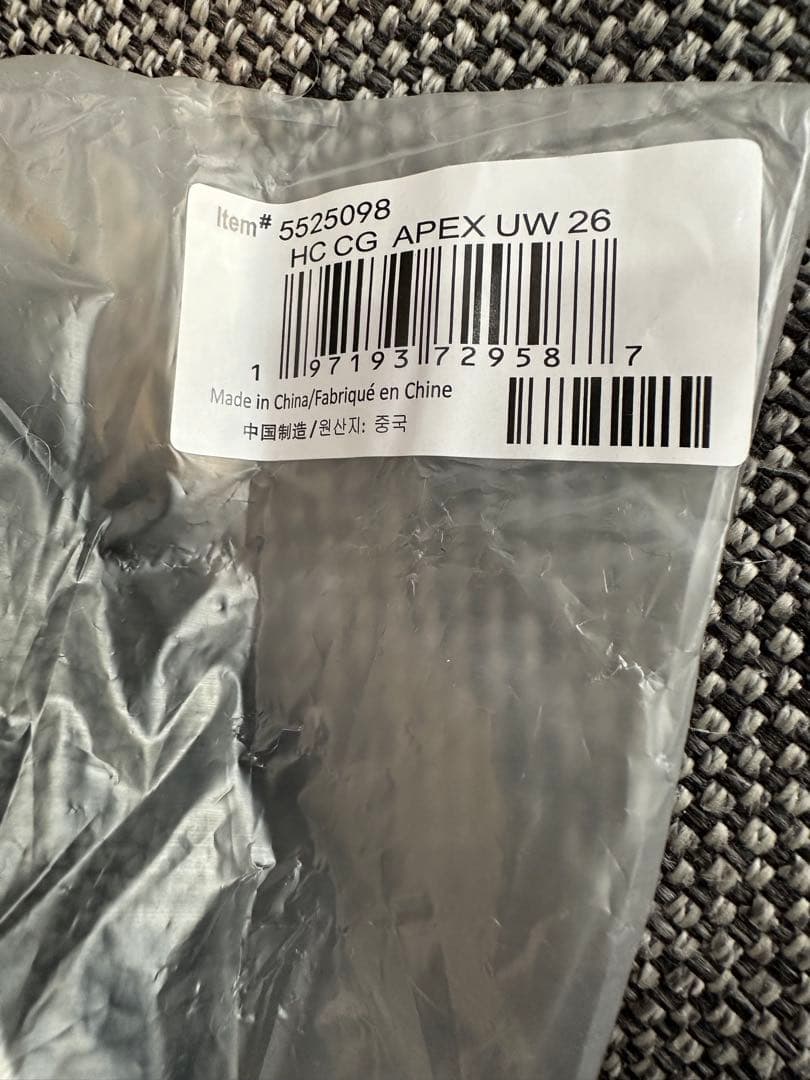 Item# 5525098
HC CG APEX UW 26
1 97193 72958 7
Made in China/Fabriqué en Chine
中国制造/원산지: 중국